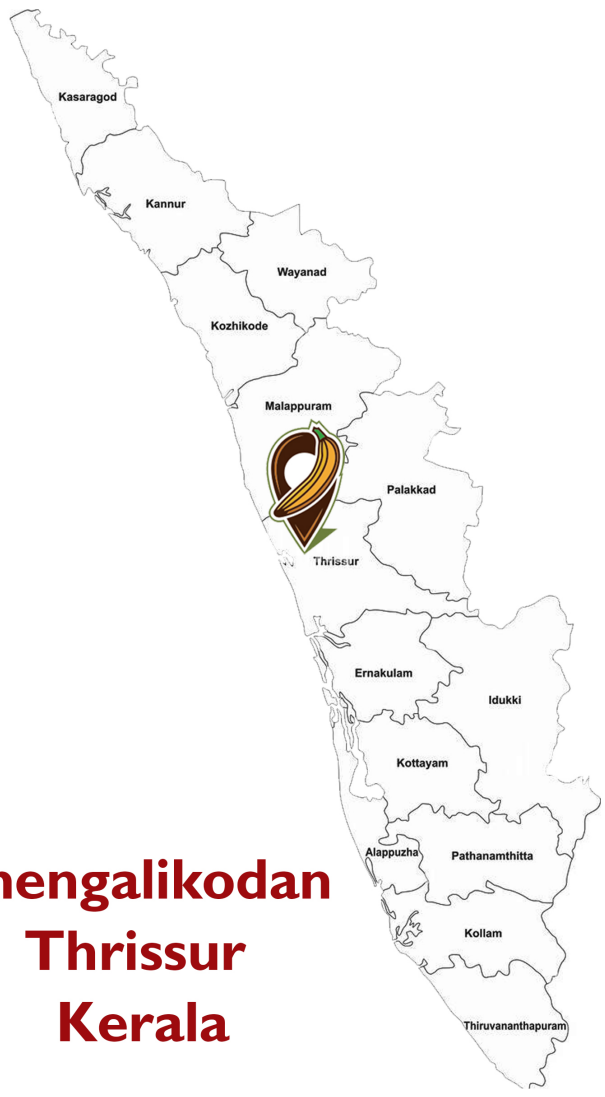 Kasaragod
Kannur
Wayanad
Kozhikode
Malappuram
Palakkad
Thrissur
Ernakulam
Idukki
Kottayam
Alappuzha
Pathanamthitta
Kollam
Thiruvananthapuram
hengalikodan
Thrissur
Kerala